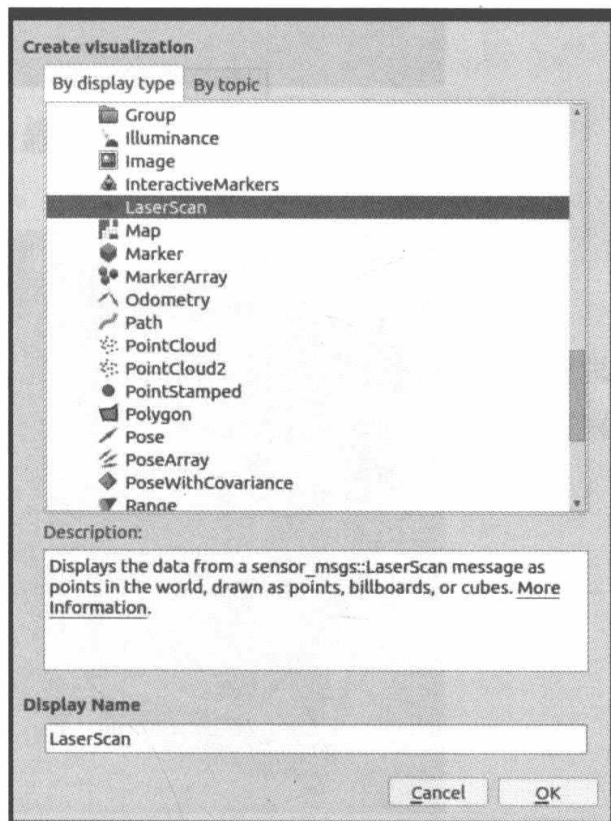 Create visualization
By display type By topic
Group
Illuminance
Image
InteractiveMarkers
LaserScan
Map
Marker
MarkerArray
Odometry
Path
PointCloud
PointCloud2
PointStamped
Polygon
Pose
PoseArray
PoseWithCovariance
Range
Description:
Displays the data from a sensor_msgs::LaserScan message as
points in the world, drawn as points, billboards, or cubes. More
Information.
Display Name
LaserScan
Cancel OK